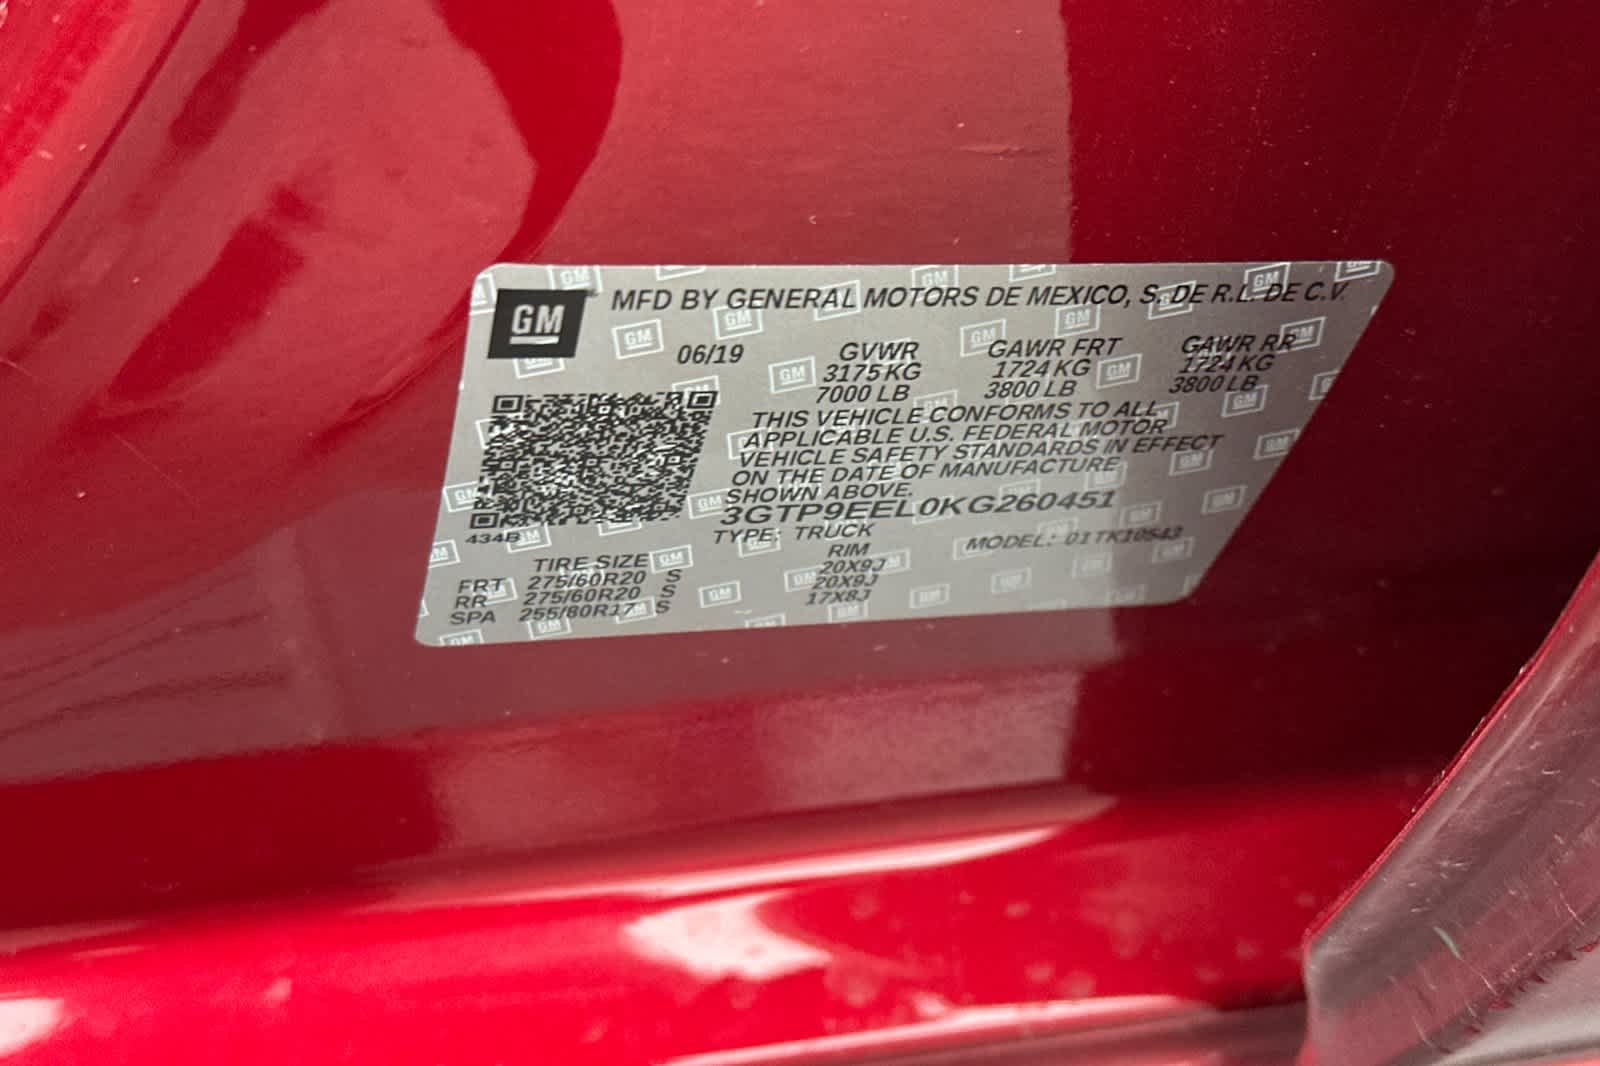 GM MFD BY GENERAL MOTORS DE MEXICO, S. DE R.L. DE C.V.
06/19 GVWR GAWR FRT GAWR RR
3175 KG 1724 KG 1724 KG
7000 LB 3800 LB 3800 LB
THIS VEHICLE CONFORMS TO ALL
APPLICABLE U.S. FEDERAL MOTOR
VEHICLE SAFETY STANDARDS IN EFFECT
ON THE DATE OF MANUFACTURE
SHOWN ABOVE.
3GTP9EEL0KG260451
434B TYPE: TRUCK MODEL: 01TK10543
TIRE SIZE RIM
FRT 275/60R20 S 20X9J
RR 275/60R20 S 20X9J
SPA 255/80R17 S 17X8J